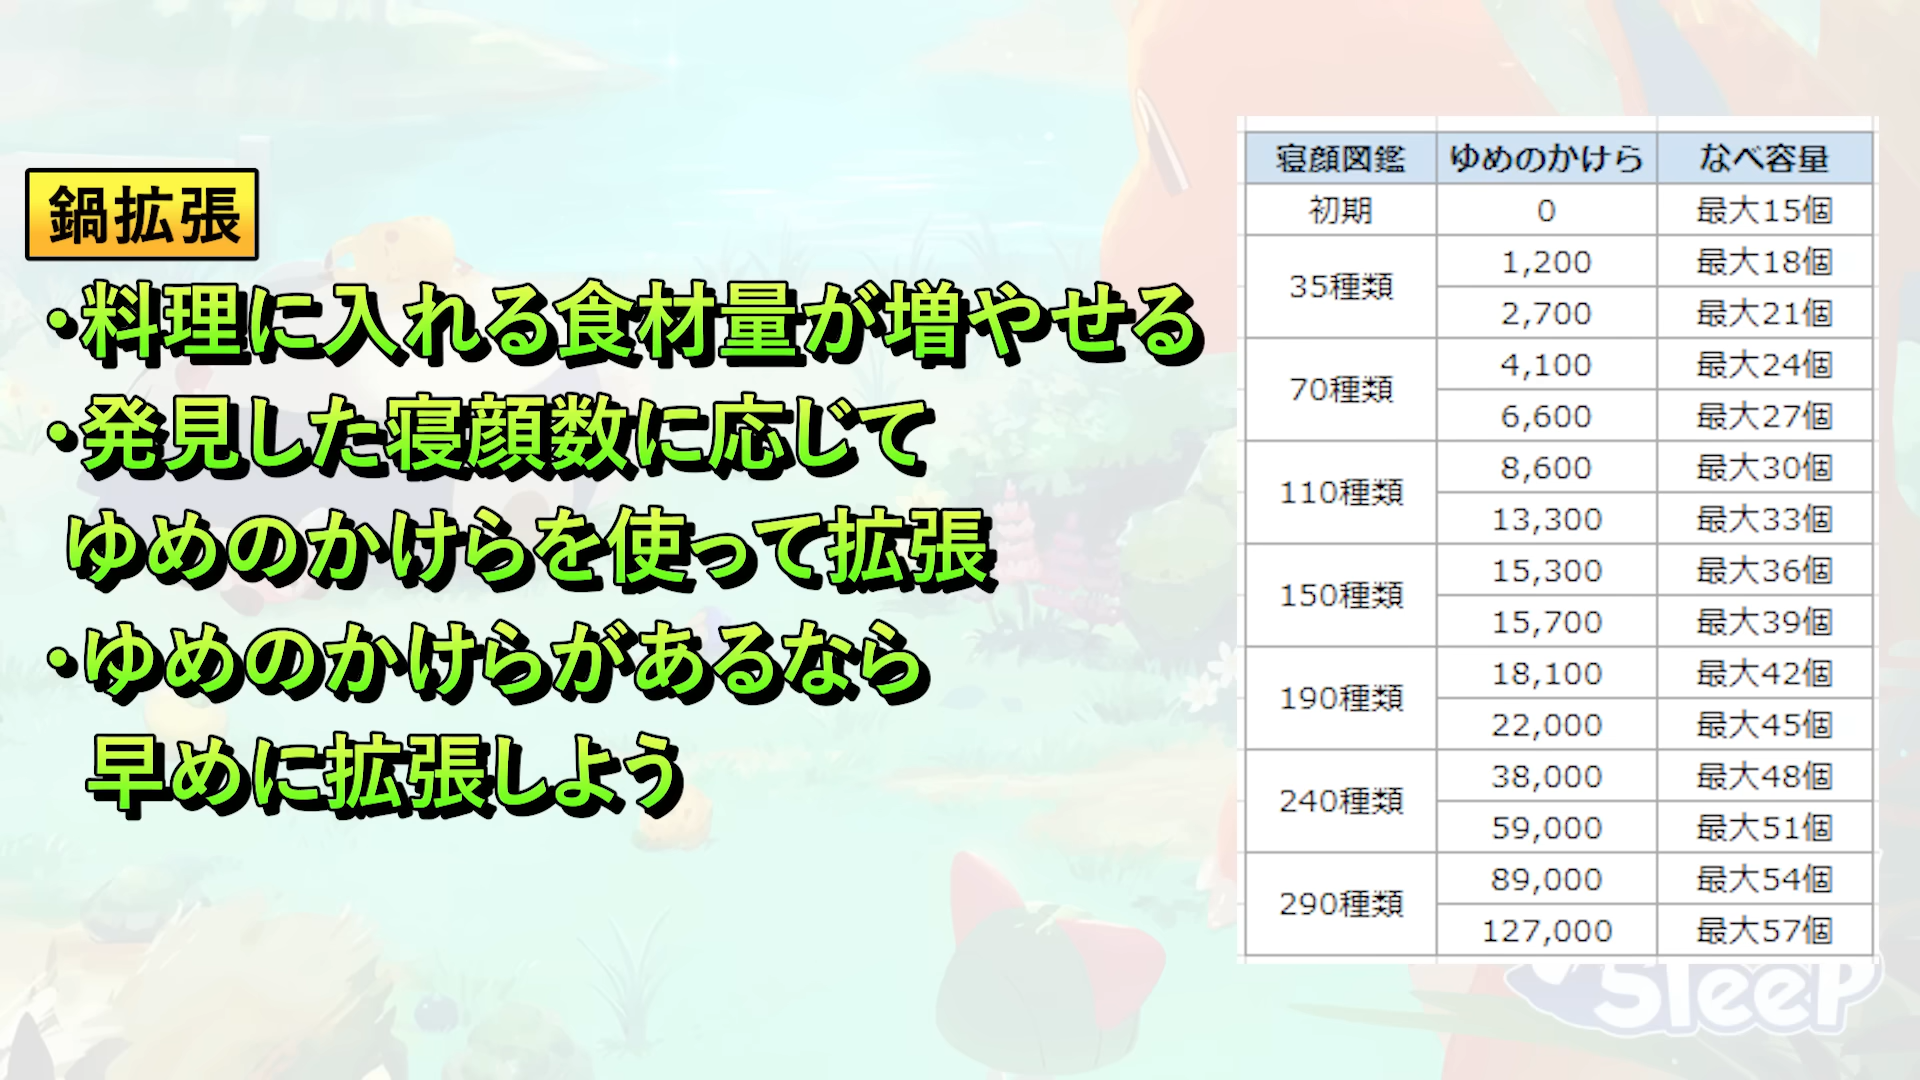 鍋拡張
・料理に入れる食材量が増やせる
・発見した寝顔数に応じて
ゆめのかけらを使って拡張
・ゆめのかけらがあるなら
早めに拡張しよう
寝顔図鑑 ゆめのかけら なべ容量
初期 0 最大15個
35種類 1,200 最大18個
2,700 最大21個
70種類 4,100 最大24個
6,600 最大27個
110種類 8,600 最大30個
13,300 最大33個
150種類 15,300 最大36個
15,700 最大39個
190種類 18,100 最大42個
22,000 最大45個
240種類 38,000 最大48個
59,000 最大51個
290種類 89,000 最大54個
127,000 最大57個
SleeP